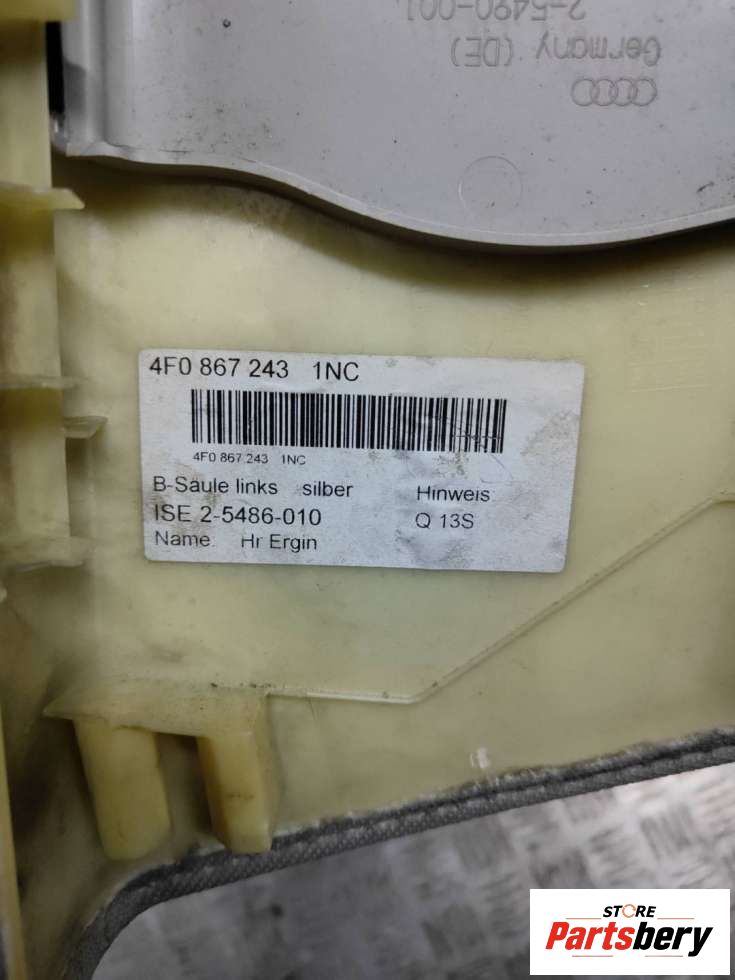 2-5490-001
Germany (DE)
4F0 867 243 1NC
4F0 867 243 1NC
B-Säule links silber
Hinweis
ISE 2-5486-010
Q 13S
Name. Hr Ergin
STORE
Partsbery